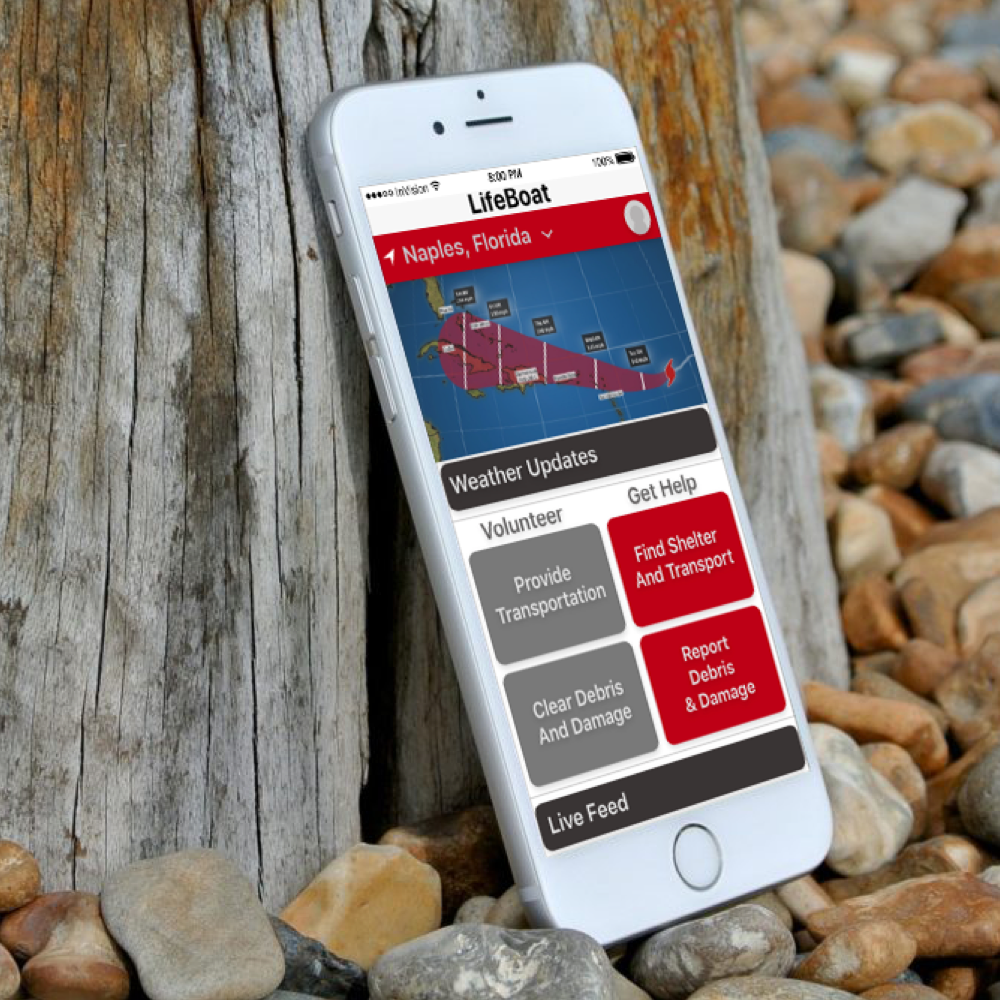 InVision
5:00 PM
100%
LifeBoat
Naples, Florida
Weather Updates
Volunteer
Get Help
Provide
Transportation
Find Shelter
And Transport
Clear Debris
And Damage
Report
Debris
& Damage
Live Feed